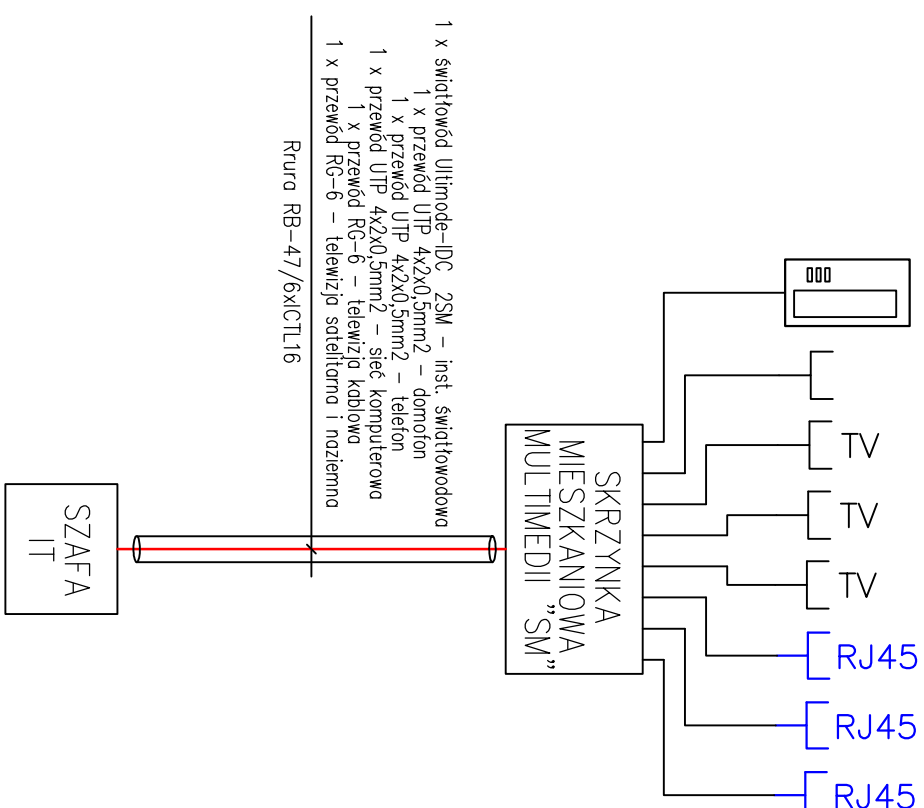 1 x światłowód Ultimode-IDC 2SM - inst. światłowodowa
1 x przewód UTP 4x2x0,5mm2 - domofon
1 x przewód UTP 4x2x0,5mm2 - telefon
1 x przewód UTP 4x2x0,5mm2 - sieć komputerowa
1 x przewód RG-6 - telewizja kablowa
1 x przewód RG-6 - telewizja satelitarna i naziemna
Rrura RB-47/6xICTL16
SKRZYNKA
MIESZKANIOWA
MULTIMEDII "SM"
SZAFA
IT
TV
TV
TV
RJ45
RJ45
RJ45